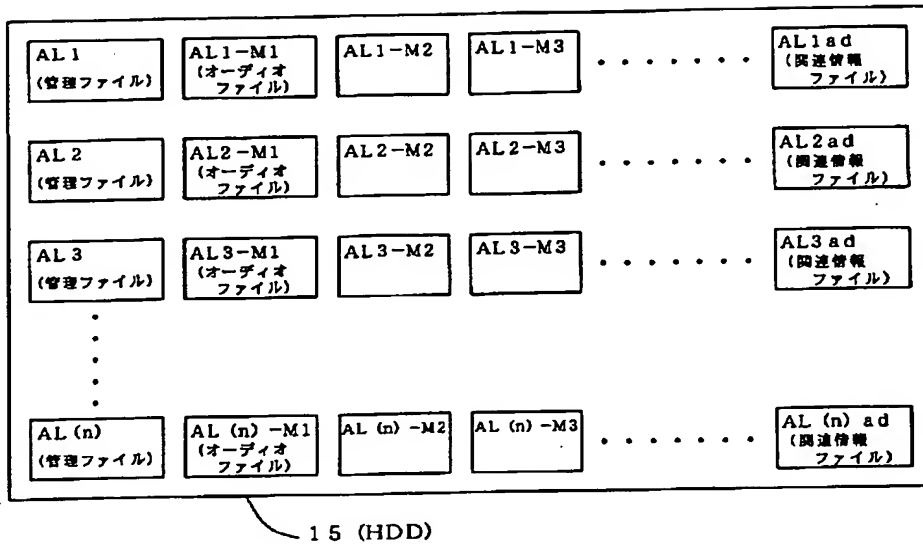 AL1 AL1-M1 AL1-M2 AL1-M3 ・・・・・・・ AL1ad
(管理ファイル) (オーディオ (関連情報
ファイル) ファイル)
AL2 AL2-M1 AL2-M2 AL2-M3 ・・・・・・・ AL2ad
(管理ファイル) (オーディオ (関連情報
ファイル) ファイル)
AL3 AL3-M1 AL3-M2 AL3-M3 ・・・・・・・ AL3ad
(管理ファイル) (オーディオ (関連情報
ファイル) ファイル)
AL(n) AL(n)-M1 AL(n)-M2 AL(n)-M3 ・・・・・・・ AL(n)ad
(管理ファイル) (オーディオ (関連情報
ファイル) ファイル)
15 (HDD)